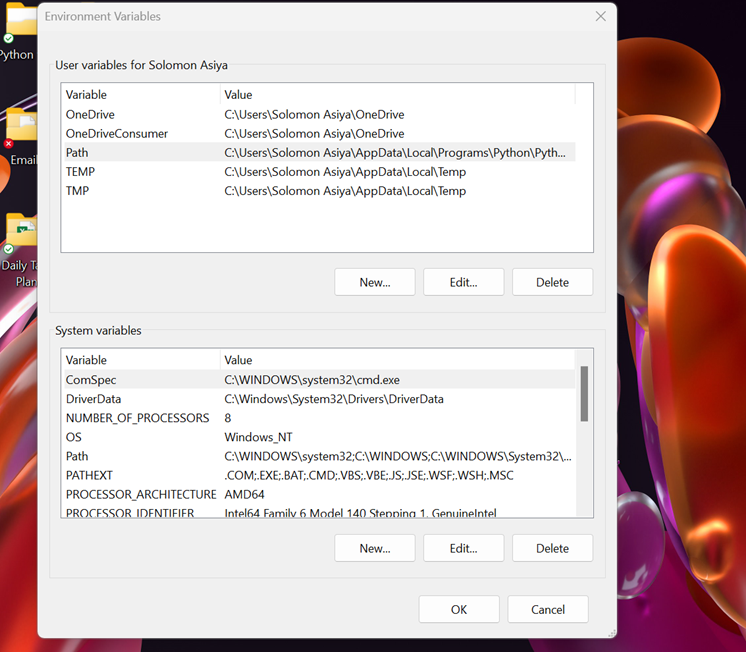 Environment Variables
Python
Email
Daily Ta
Plan
User variables for Solomon Asiya
Variable Value
OneDrive C:\Users\Solomon Asiya\OneDrive
OneDriveConsumer C:\Users\Solomon Asiya\OneDrive
Path C:\Users\Solomon Asiya\AppData\Local\Programs\Python\Pyth...
TEMP C:\Users\Solomon Asiya\AppData\Local\Temp
TMP C:\Users\Solomon Asiya\AppData\Local\Temp
New... Edit... Delete
System variables
Variable Value
ComSpec C:\WINDOWS\system32\cmd.exe
DriverData C:\Windows\System32\Drivers\DriverData
NUMBER_OF_PROCESSORS 8
OS Windows_NT
Path C:\WINDOWS\system32;C:\WINDOWS;C:\WINDOWS\System32\...
PATHEXT .COM;.EXE;.BAT;.CMD;.VBS;.VBE;.JS;.JSE;.WSF;.WSH;.MSC
PROCESSOR_ARCHITECTURE AMD64
PROCESSOR_IDENTIFIER Intel64 Family 6 Model 140 Stepping 1, GenuineIntel
New... Edit... Delete
OK Cancel